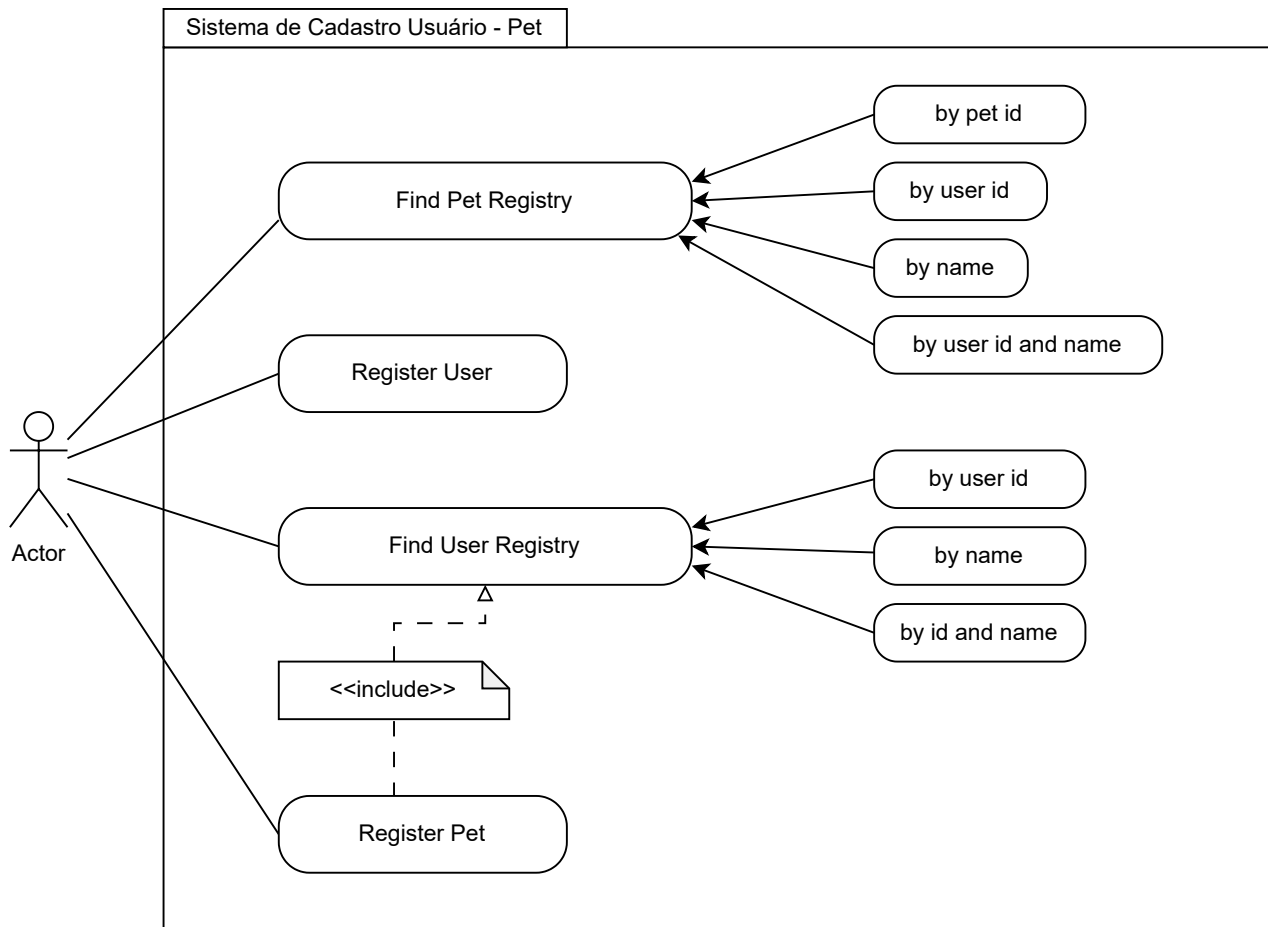 Sistema de Cadastro Usuário - Pet
by pet id
Find Pet Registry
by user id
by name
by user id and name
Register User
Actor
by user id
Find User Registry
by name
by id and name
<<include>>
Register Pet